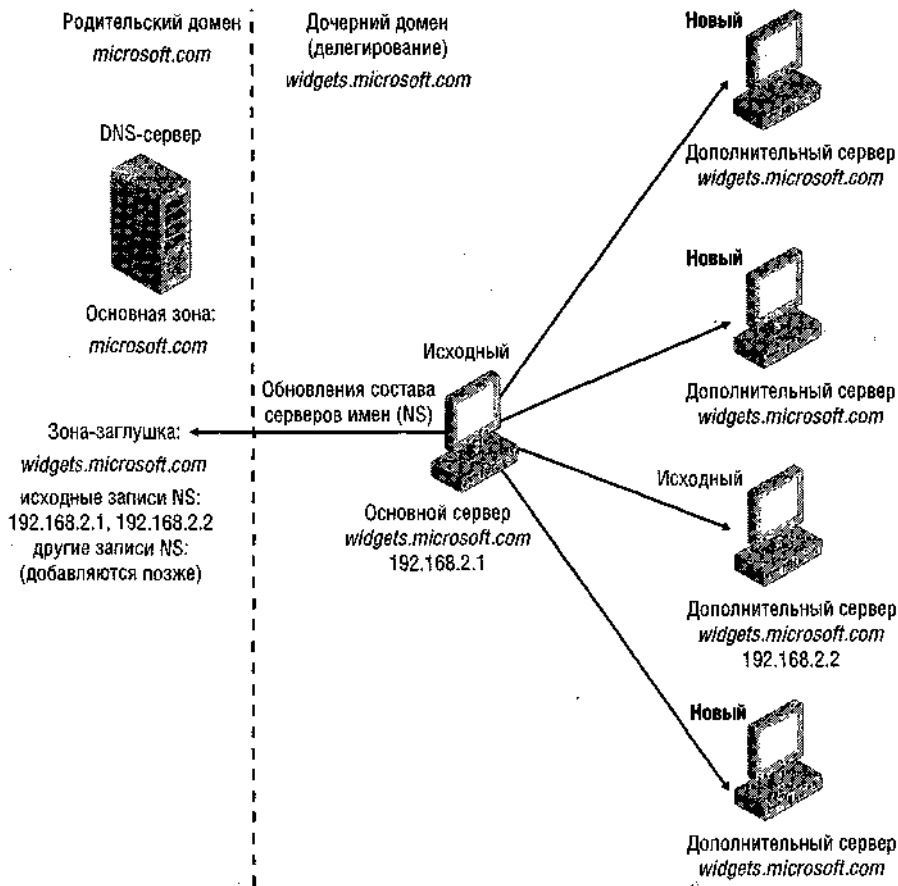 Родительский домен
microsoft.com
DNS-сервер
Основная зона:
microsoft.com
Зона-заглушка:
widgets.microsoft.com
исходные записи NS:
192.168.2.1, 192.168.2.2
другие записи NS:
(добавляются позже)
Дочерний домен
(делегирование)
widgets.microsoft.com
Обновления состава
серверов имен (NS)
Исходный
Основной сервер
widgets.microsoft.com
192.168.2.1
Новый
Дополнительный сервер
widgets.microsoft.com
Новый
Дополнительный сервер
widgets.microsoft.com
Исходный
Дополнительный сервер
widgets.microsoft.com
192.168.2.2
Новый
Дополнительный сервер
widgets.microsoft.com